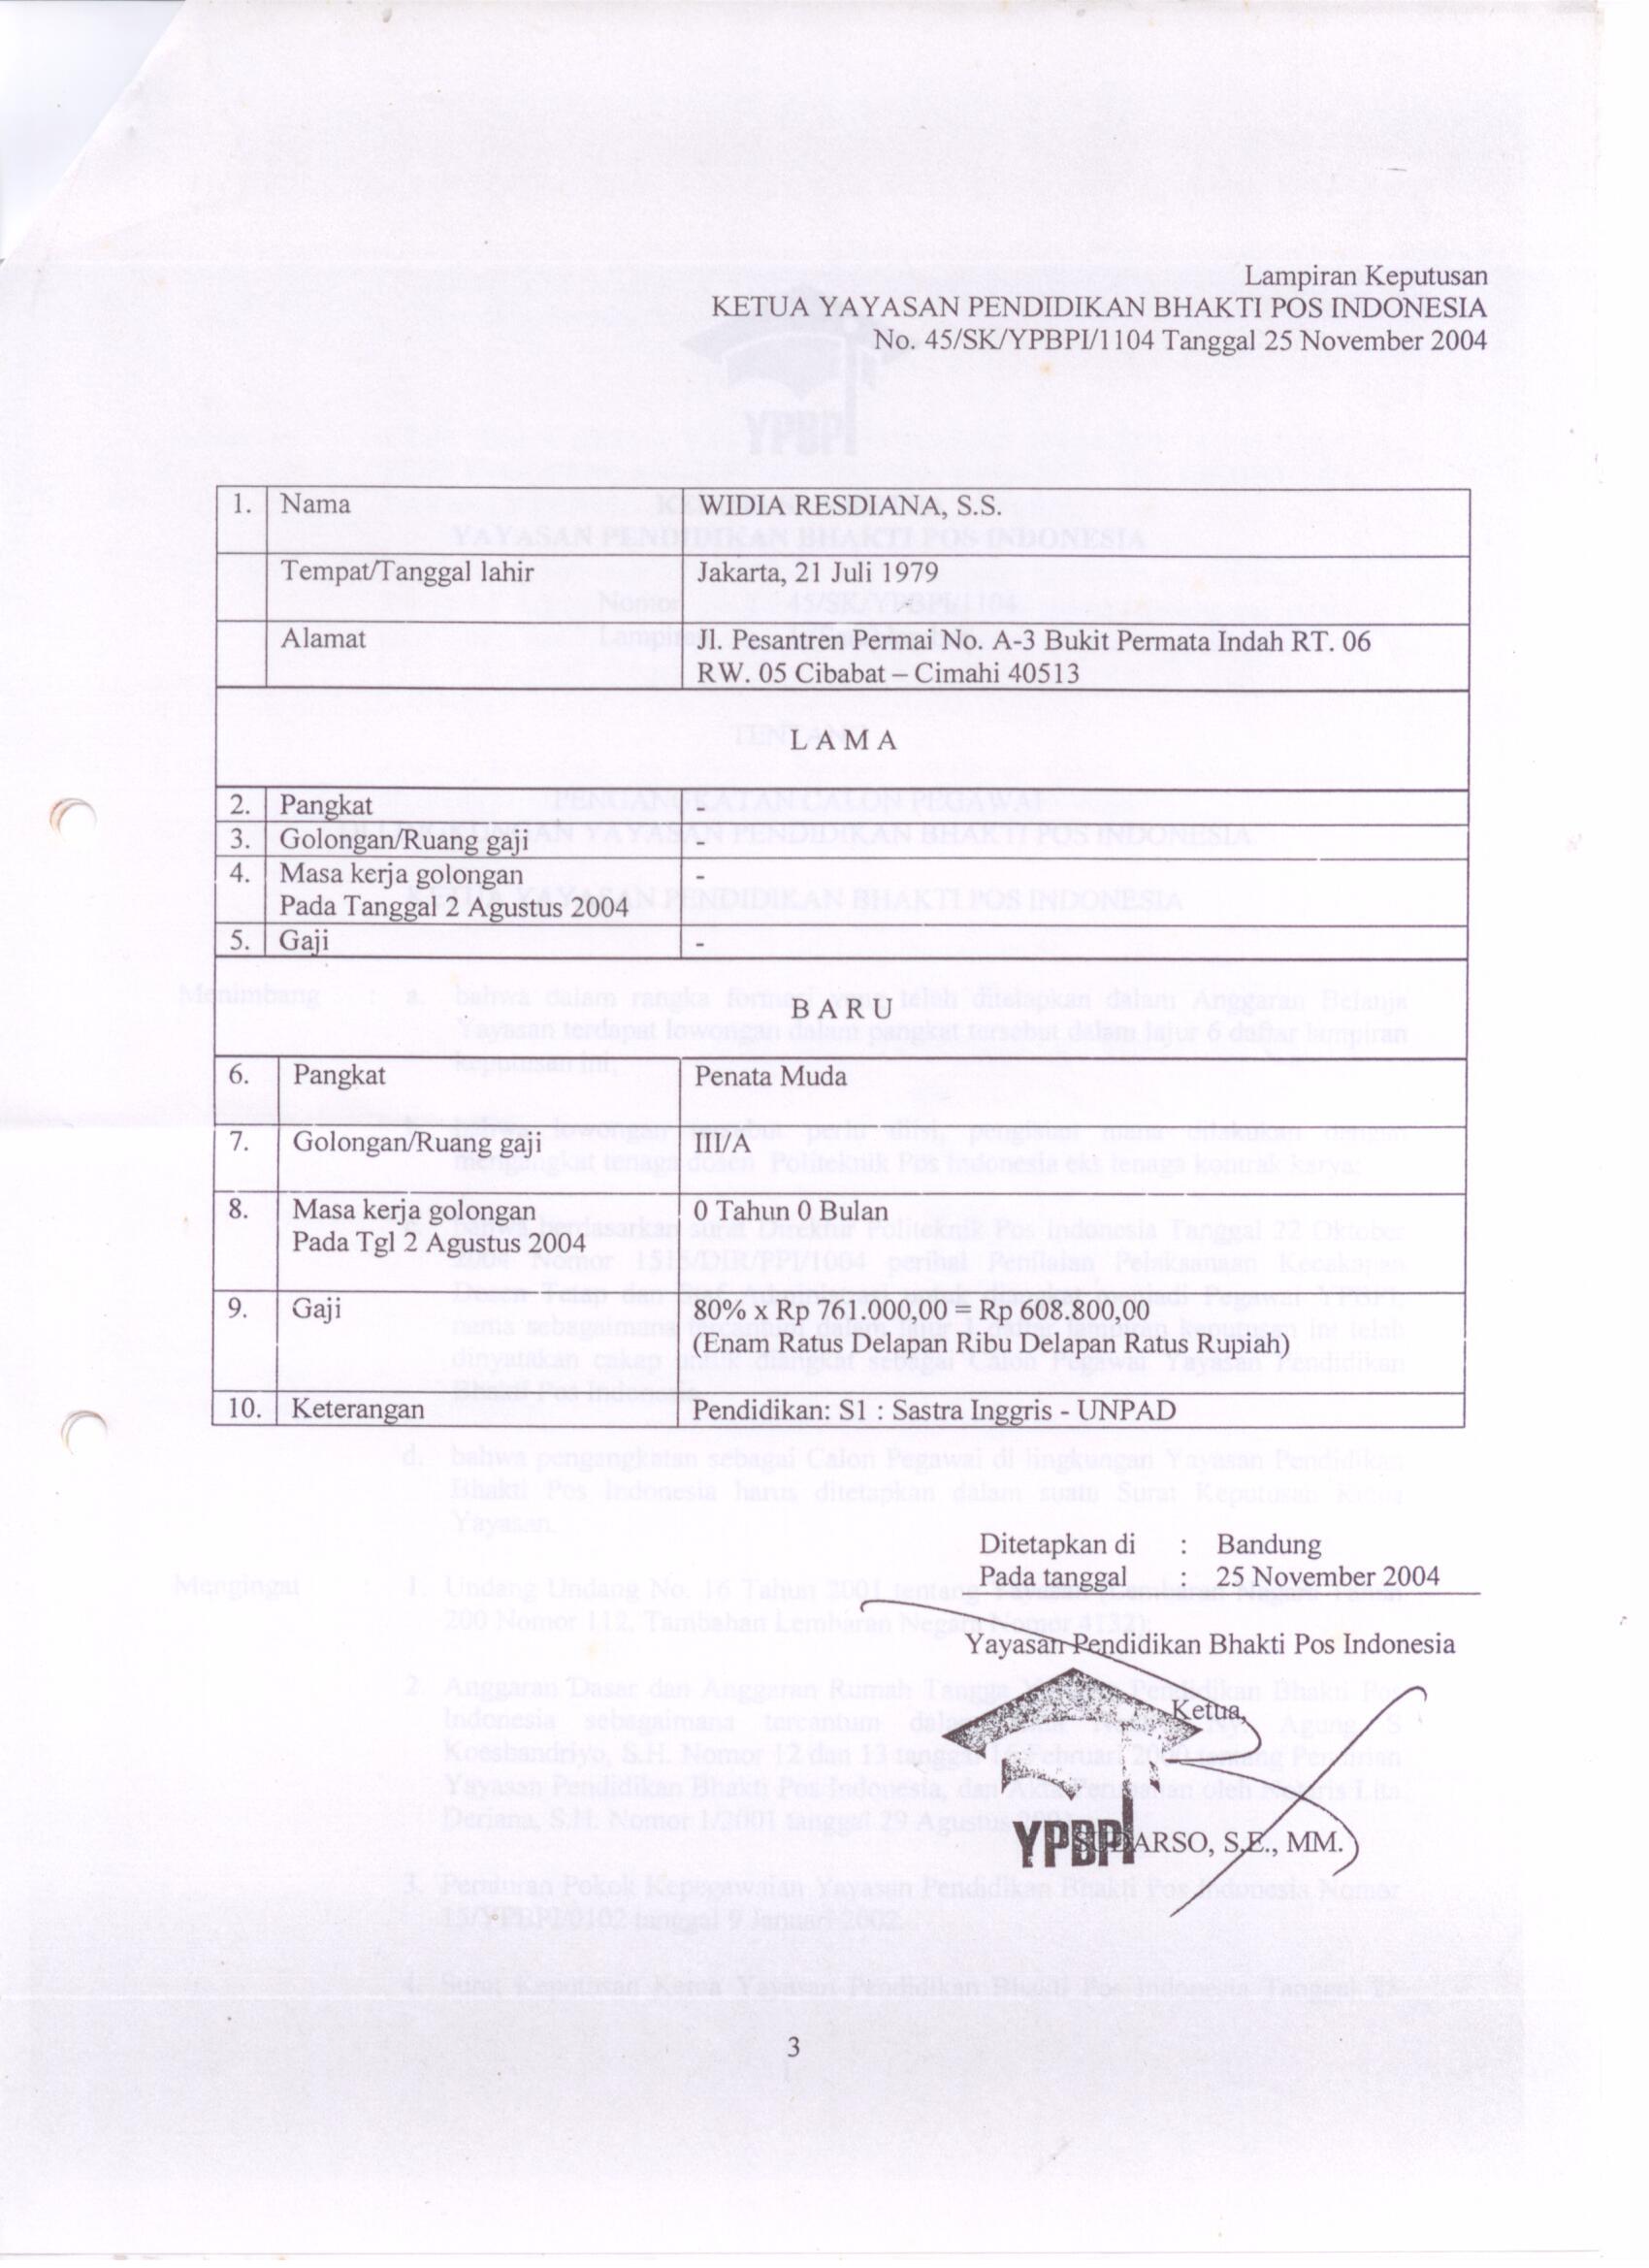 Lampiran Keputusan
KETUA YAYASAN PENDIDIKAN BHAKTI POS INDONESIA
No. 45/SK/YPBPI/1104 Tanggal 25 November 2004
1. Nama WIDIA RESDIANA, S.S.
Tempat/Tanggal lahir Jakarta, 21 Juli 1979
Alamat Jl. Pesantren Permai No. A-3 Bukit Permata Indah RT. 06
RW. 05 Cibabat – Cimahi 40513
L A M A
2. Pangkat -
3. Golongan/Ruang gaji -
4. Masa kerja golongan -
Pada Tanggal 2 Agustus 2004
5. Gaji -
B A R U
6. Pangkat Penata Muda
7. Golongan/Ruang gaji III/A
8. Masa kerja golongan 0 Tahun 0 Bulan
Pada Tgl 2 Agustus 2004
9. Gaji 80% x Rp 761.000,00 = Rp 608.800,00
(Enam Ratus Delapan Ribu Delapan Ratus Rupiah)
10. Keterangan Pendidikan: S1 : Sastra Inggris - UNPAD
Ditetapkan di : Bandung
Pada tanggal : 25 November 2004
Yayasan Pendidikan Bhakti Pos Indonesia
Ketua,
YPBPI
SUDARSO, S.E., MM.
3